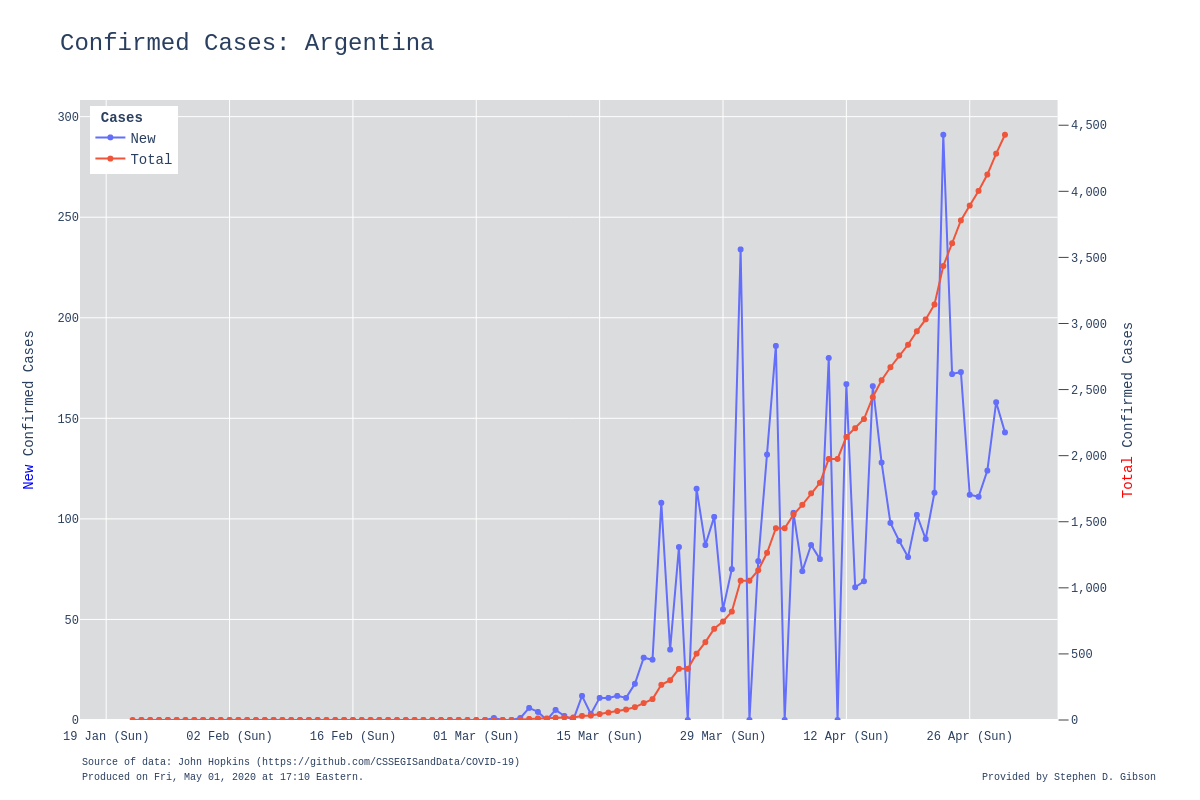 Confirmed Cases: Argentina
Cases
New
Total
300
250
200
150
100
50
0
4,500
4,000
3,500
3,000
2,500
2,000
1,500
1,000
500
0
New Confirmed Cases
Total Confirmed Cases
19 Jan (Sun) 02 Feb (Sun) 16 Feb (Sun) 01 Mar (Sun) 15 Mar (Sun) 29 Mar (Sun) 12 Apr (Sun) 26 Apr (Sun)
Source of data: John Hopkins (https://github.com/CSSEGISandData/COVID-19)
Produced on Fri, May 01, 2020 at 17:10 Eastern.
Provided by Stephen D. Gibson